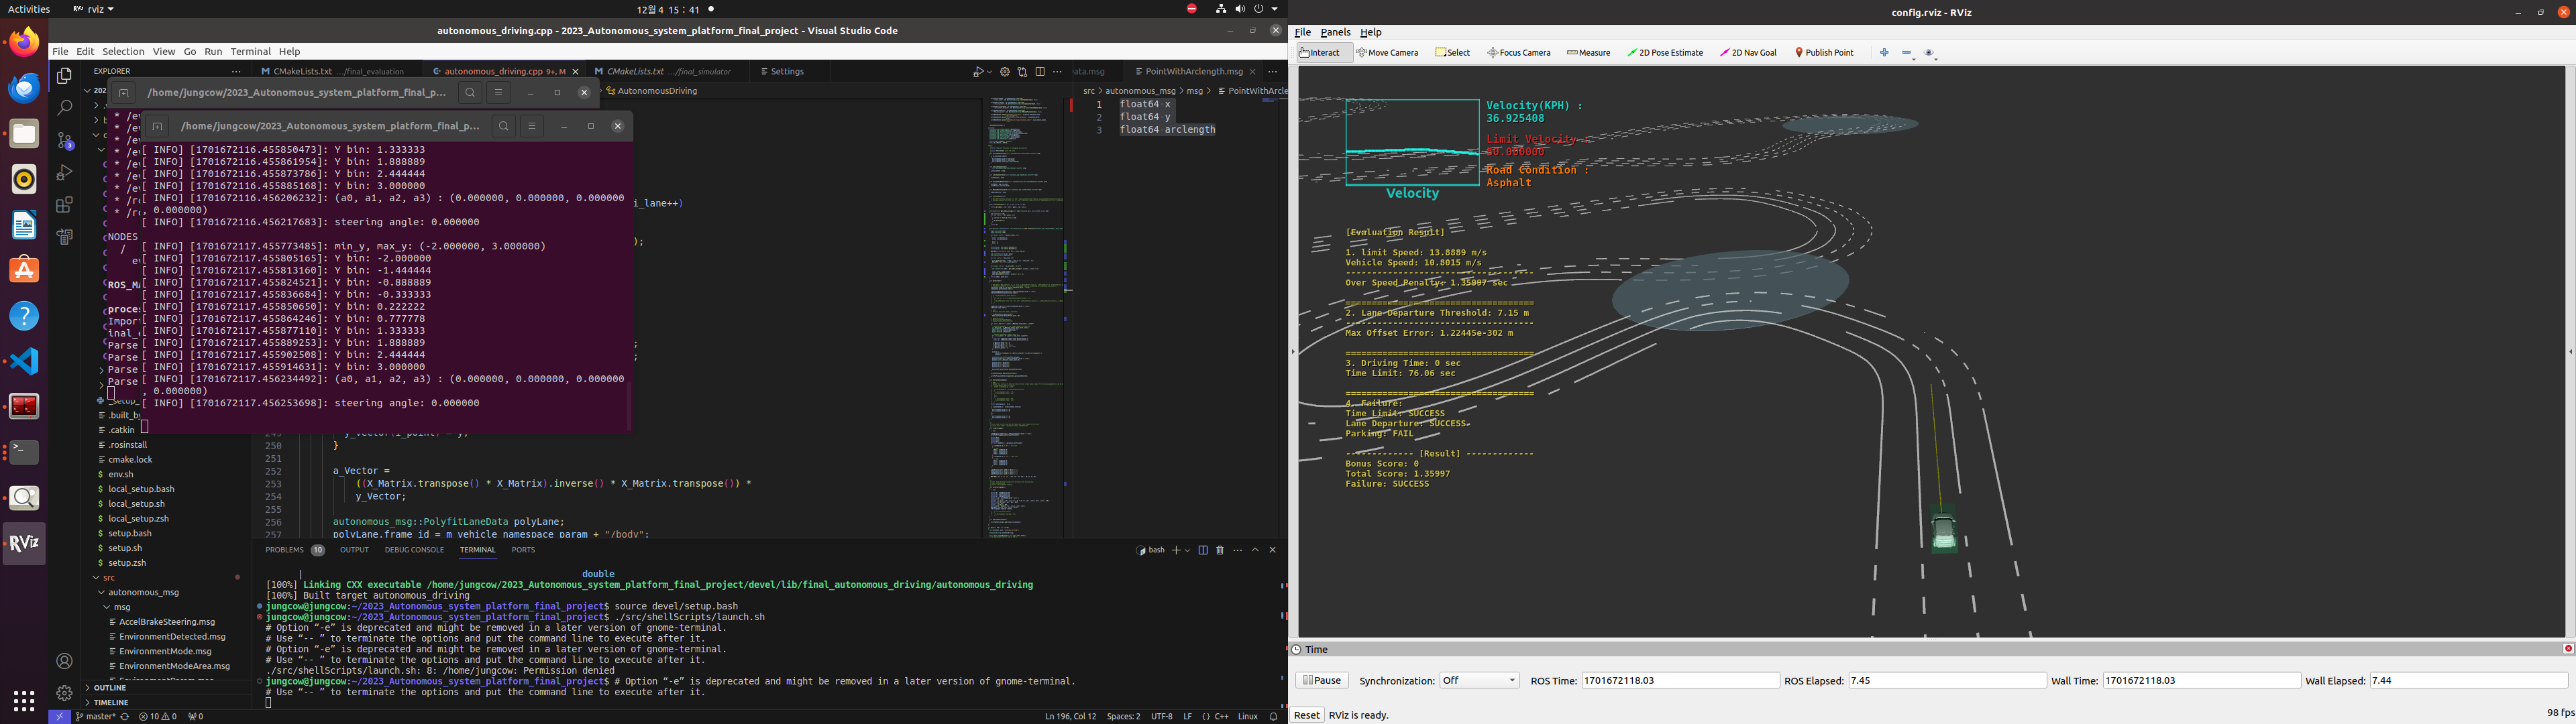 Activities
rviz
12월 4 15 : 41
autonomous_driving.cpp - 2023_Autonomous_system_platform_final_project - Visual Studio Code
File Edit Selection View Go Run Terminal Help
EXPLORER
CMakeLists.txt .../final_evaluation
autonomous_driving.cpp 9+, M
CMakeLists.txt .../final_simulator
Settings
PointWithArclength.msg
AutonomousDriving
src > autonomous_msg > msg > PointWithArcle
1 float64 x
2 float64 y
3 float64 arclength
/home/jungcow/2023_Autonomous_system_platform_final_p...
/home/jungcow/2023_Autonomous_system_platform_final_p...
[ INFO] [1701672116.455850473]: Y bin: 1.333333
[ INFO] [1701672116.455861954]: Y bin: 1.888889
[ INFO] [1701672116.455873786]: Y bin: 2.444444
[ INFO] [1701672116.455885168]: Y bin: 3.000000
[ INFO] [1701672116.456206232]: (a0, a1, a2, a3) : (0.000000, 0.000000, 0.000000
, 0.000000)
[ INFO] [1701672116.456217683]: steering angle: 0.000000
[ INFO] [1701672117.455773485]: min_y, max_y: (-2.000000, 3.000000)
[ INFO] [1701672117.455805165]: Y bin: -2.000000
[ INFO] [1701672117.455813160]: Y bin: -1.444444
[ INFO] [1701672117.455824521]: Y bin: -0.888889
[ INFO] [1701672117.455836684]: Y bin: -0.333333
[ INFO] [1701672117.455850650]: Y bin: 0.222222
[ INFO] [1701672117.455864246]: Y bin: 0.777778
[ INFO] [1701672117.455877110]: Y bin: 1.333333
[ INFO] [1701672117.455889253]: Y bin: 1.888889
[ INFO] [1701672117.455902508]: Y bin: 2.444444
[ INFO] [1701672117.455914631]: Y bin: 3.000000
[ INFO] [1701672117.456234492]: (a0, a1, a2, a3) : (0.000000, 0.000000, 0.000000
, 0.000000)
[ INFO] [1701672117.456253698]: steering angle: 0.000000
NODES
/
Parse
Parse
Parse
Parse
i_lane++)
.built_by
.catkin
.rosinstall
cmake.lock
env.sh
local_setup.bash
local_setup.sh
local_setup.zsh
setup.bash
setup.sh
setup.zsh
src
autonomous_msg
msg
AccelBrakeSteering.msg
EnvironmentDetected.msg
EnvironmentMode.msg
EnvironmentModeArea.msg
OUTLINE
TIMELINE
250 }
251
252 a_Vector =
253 ((X_Matrix.transpose() * X_Matrix).inverse() * X_Matrix.transpose()) *
254 y_Vector;
255
256 autonomous_msg::PolyfitLaneData polyLane;
257 polyLane.frame_id = m_vehicle_namespace_param + "/body";
PROBLEMS 10 OUTPUT DEBUG CONSOLE TERMINAL PORTS
bash
| double
[100%] Linking CXX executable /home/jungcow/2023_Autonomous_system_platform_final_project/devel/lib/final_autonomous_driving/autonomous_driving
[100%] Built target autonomous_driving
jungcow@jungcow:~/2023_Autonomous_system_platform_final_project$ source devel/setup.bash
jungcow@jungcow:~/2023_Autonomous_system_platform_final_project$ ./src/shellScripts/launch.sh
# Option “-e” is deprecated and might be removed in a later version of gnome-terminal.
# Use “-- ” to terminate the options and put the command line to execute after it.
# Option “-e” is deprecated and might be removed in a later version of gnome-terminal.
# Use “-- ” to terminate the options and put the command line to execute after it.
./src/shellScripts/launch.sh: 8: /home/jungcow: Permission denied
jungcow@jungcow:~/2023_Autonomous_system_platform_final_project$ # Option “-e” is deprecated and might be removed in a later version of gnome-terminal.
# Use “-- ” to terminate the options and put the command line to execute after it.
master* 10 0 0
Ln 196, Col 12 Spaces: 2 UTF-8 LF {} C++ Linux
config.rviz - RViz
File Panels Help
Interact Move Camera Select Focus Camera Measure 2D Pose Estimate 2D Nav Goal Publish Point
Velocity(KPH) :
36.925408
Limit Velocity :
Road Condition :
Asphalt
Velocity
[Evaluation Result]
1. limit Speed: 13.8889 m/s
Vehicle Speed: 10.8015 m/s
-----------------------------------
Over Speed Penalty: 1.35997 sec
===================================
2. Lane Departure Threshold: 7.15 m
-----------------------------------
Max Offset Error: 1.22445e-302 m
===================================
3. Driving Time: 0 sec
Time Limit: 76.06 sec
===================================
4. Failure:
Time Limit: SUCCESS
Lane Departure: SUCCESS
Parking: FAIL
------------- [Result] -------------
Bonus Score: 0
Total Score: 1.35997
Failure: SUCCESS
Time
Pause Synchronization: Off ROS Time: 1701672118.03 ROS Elapsed: 7.45 Wall Time: 1701672118.03 Wall Elapsed: 7.44
Reset RViz is ready. 98 fps